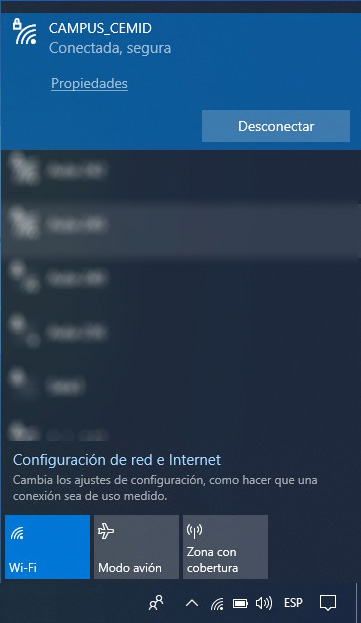 CAMPUS_CEMID
Conectada, segura
Propiedades
Desconectar
Configuración de red e Internet
Cambia los ajustes de configuración, como hacer que una
conexión sea de uso medido.
Wi-Fi
Modo avión
Zona con
cobertura
ESP